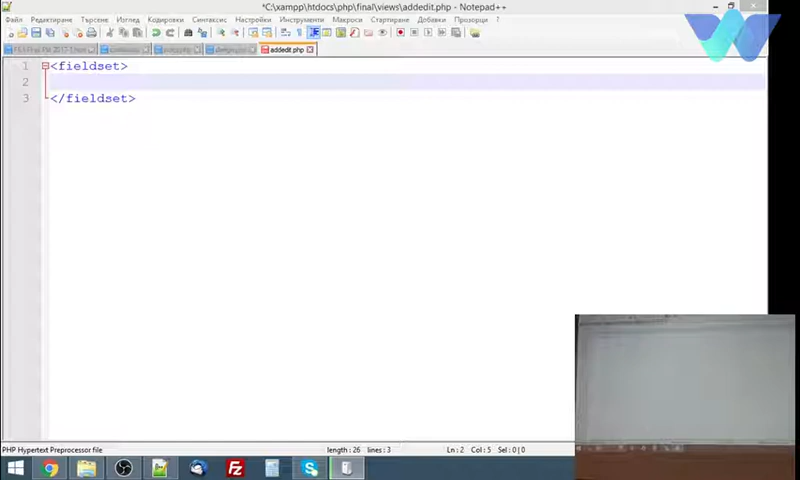 *C:\xampp\htdocs\php\final\views\addedit.php - Notepad++
Файл Редактиране Търсене Изглед Кодировки Синтаксис Настройки Инструменти Макроси Стартиране Добавки Прозорци ?
addedit.php
1 <fieldset>
2
3 </fieldset>
PHP Hypertext Preprocessor file length : 26 lines : 3 Ln : 2 Col : 5 Sel : 0 | 0